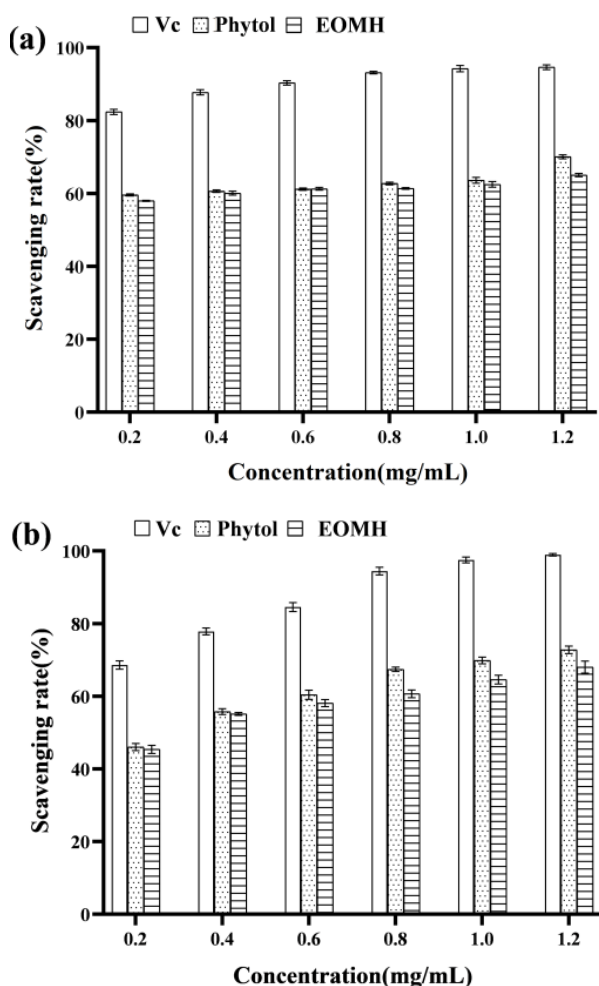 (a)
Vc Phytol EOMH
Scavenging rate(%)
100
80
60
40
20
0
0.2 0.4 0.6 0.8 1.0 1.2
Concentration(mg/mL)
(b)
Vc Phytol EOMH
Scavenging rate(%)
100
80
60
40
20
0
0.2 0.4 0.6 0.8 1.0 1.2
Concentration(mg/mL)